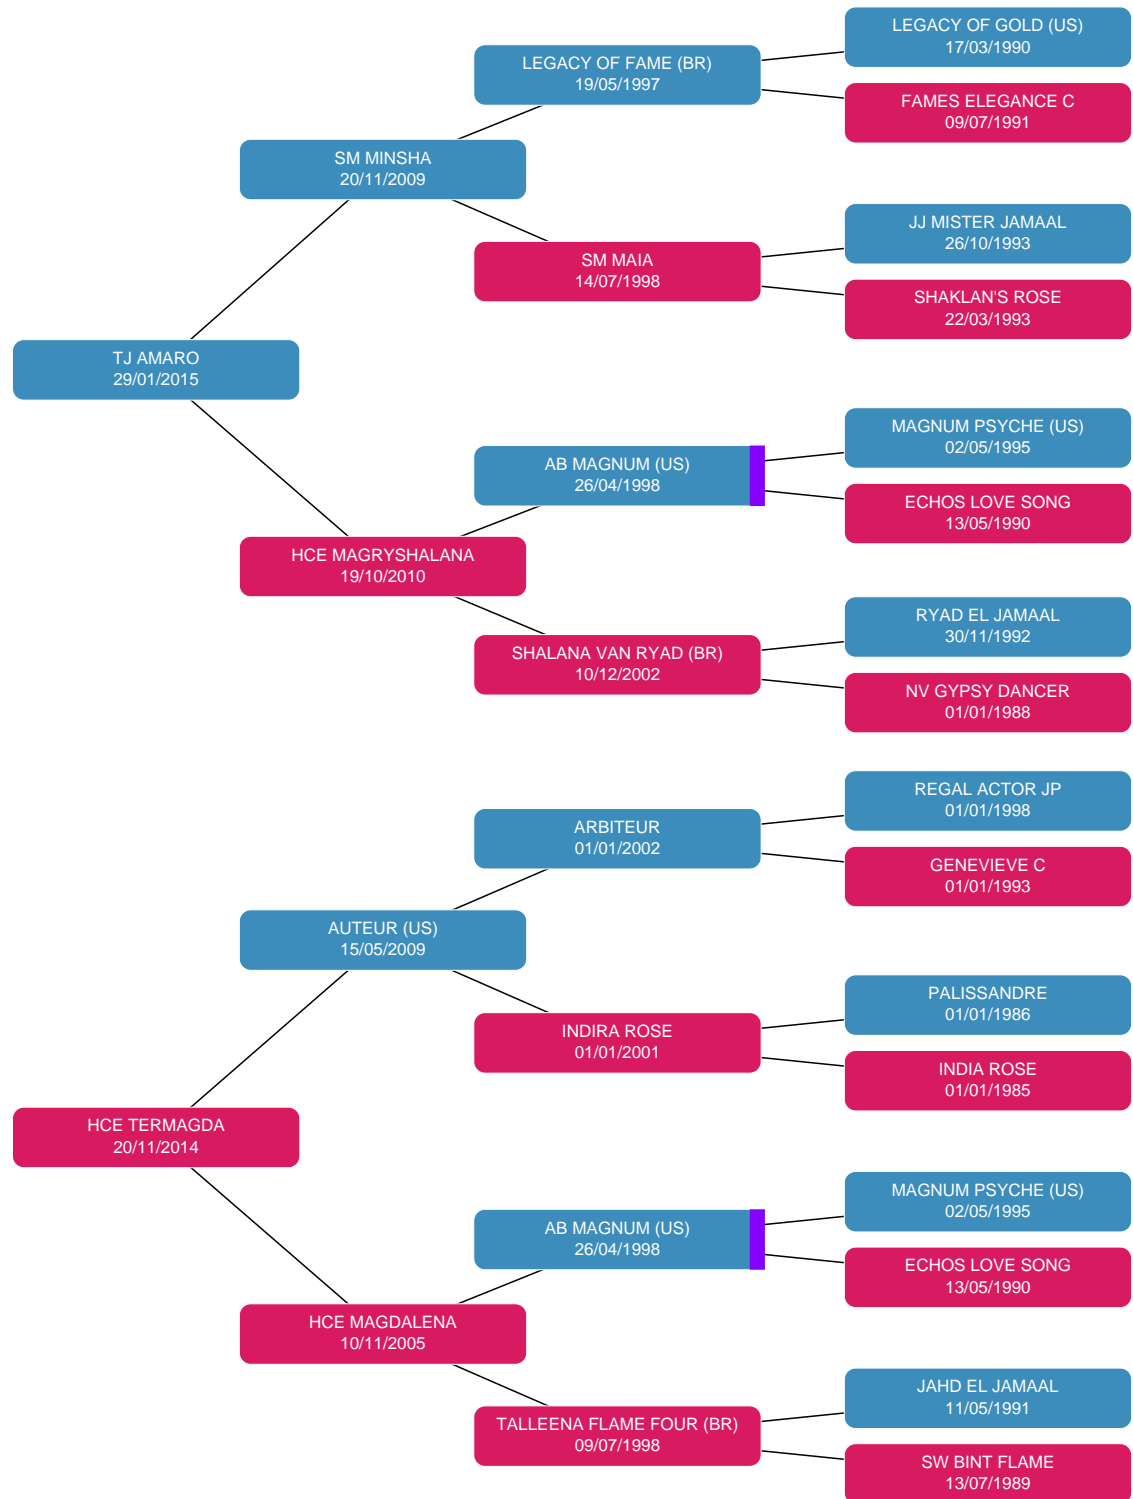 LEGACY OF GOLD (US)
17/03/1990
LEGACY OF FAME (BR)
19/05/1997
FAMES ELEGANCE C
09/07/1991
SM MINSHA
20/11/2009
JJ MISTER JAMAAL
26/10/1993
SM MAIA
14/07/1998
SHAKLAN'S ROSE
22/03/1993
TJ AMARO
29/01/2015
MAGNUM PSYCHE (US)
02/05/1995
AB MAGNUM (US)
26/04/1998
ECHOS LOVE SONG
13/05/1990
HCE MAGRYSHALANA
19/10/2010
RYAD EL JAMAAL
30/11/1992
SHALANA VAN RYAD (BR)
10/12/2002
NV GYPSY DANCER
01/01/1988
REGAL ACTOR JP
01/01/1998
ARBITEUR
01/01/2002
GENEVIEVE C
01/01/1993
AUTEUR (US)
15/05/2009
PALISSANDRE
01/01/1986
INDIRA ROSE
01/01/2001
INDIA ROSE
01/01/1985
HCE TERMAGDA
20/11/2014
MAGNUM PSYCHE (US)
02/05/1995
AB MAGNUM (US)
26/04/1998
ECHOS LOVE SONG
13/05/1990
HCE MAGDALENA
10/11/2005
JAHD EL JAMAAL
11/05/1991
TALLEENA FLAME FOUR (BR)
09/07/1998
SW BINT FLAME
13/07/1989